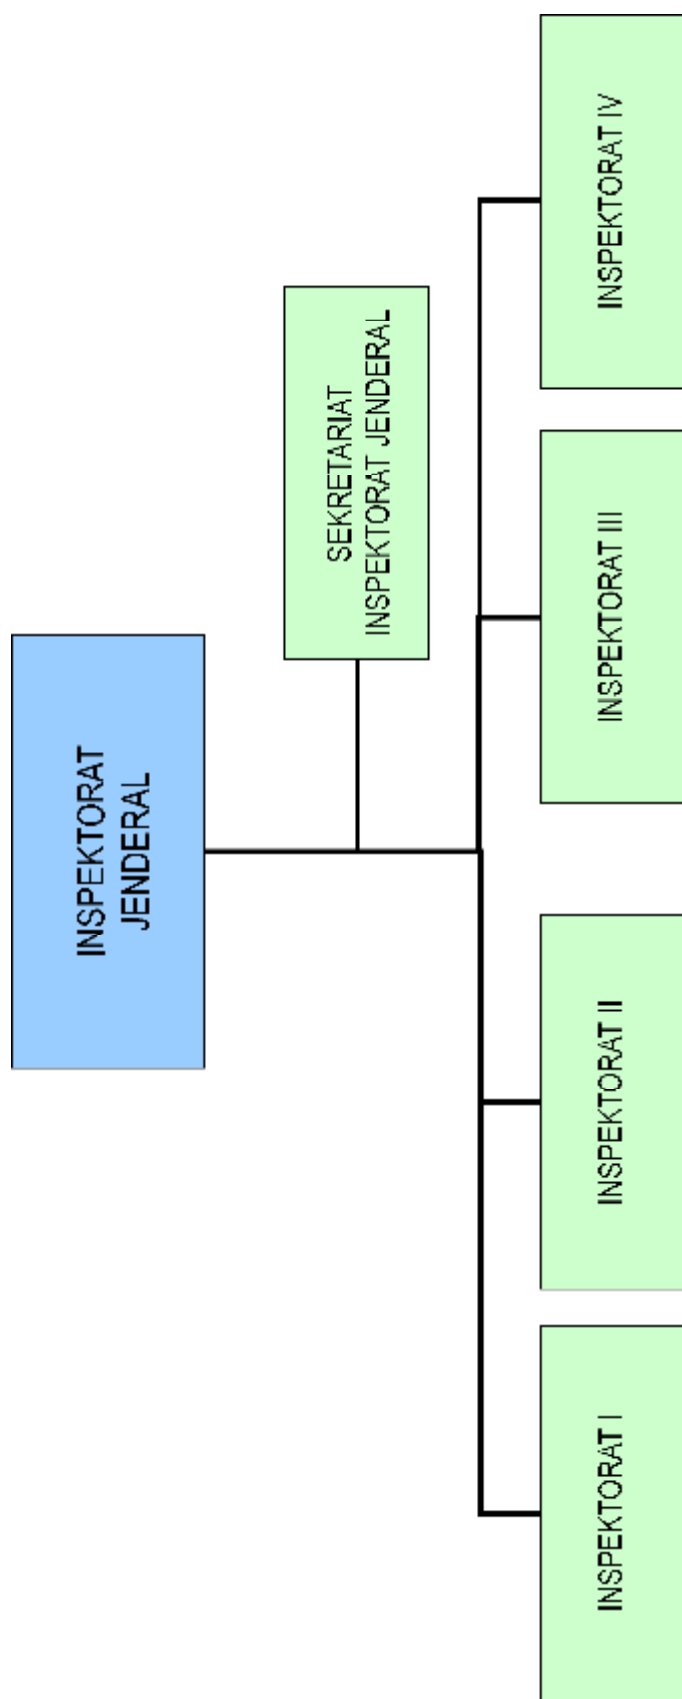 INSPEKTORAT
JENDERAL
SEKRETARIAT
INSPEKTORAT JENDERAL
INSPEKTORAT I
INSPEKTORAT II
INSPEKTORAT III
INSPEKTORAT IV